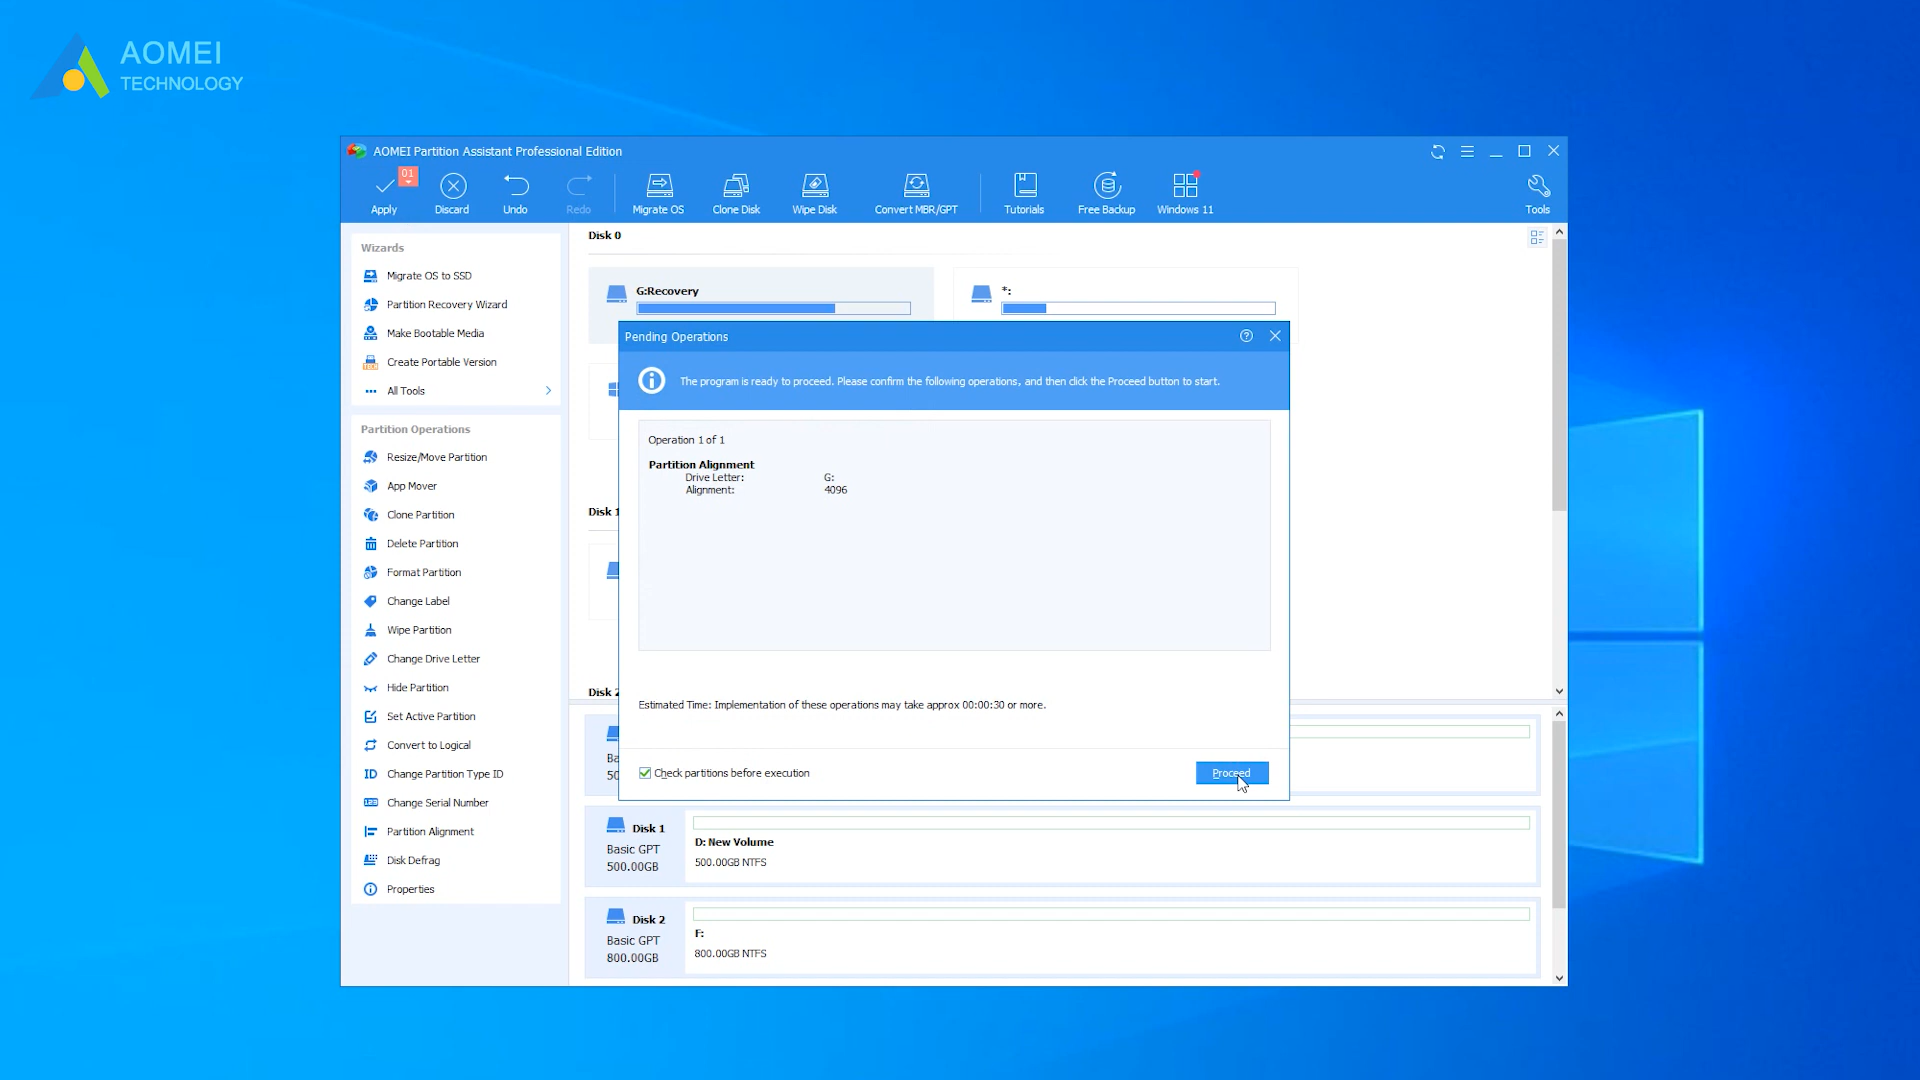 AOMEI
TECHNOLOGY
AOMEI Partition Assistant Professional Edition
01
Apply
Discard
Undo
Redo
Migrate OS
Clone Disk
Wipe Disk
Convert MBR/GPT
Tutorials
Free Backup
Windows 11
Tools
Wizards
Migrate OS to SSD
Partition Recovery Wizard
Make Bootable Media
Create Portable Version
All Tools
Partition Operations
Resize/Move Partition
App Mover
Clone Partition
Delete Partition
Format Partition
Change Label
Wipe Partition
Change Drive Letter
Hide Partition
Set Active Partition
Convert to Logical
ID Change Partition Type ID
Change Serial Number
Partition Alignment
Disk Defrag
Properties
Disk 0
G:Recovery
*:
Disk 1
Disk 2
Pending Operations
The program is ready to proceed. Please confirm the following operations, and then click the Proceed button to start.
Operation 1 of 1
Partition Alignment
Drive Letter: G:
Alignment: 4096
Estimated Time: Implementation of these operations may take approx 00:00:30 or more.
Check partitions before execution
Proceed
Ba
50
Disk 1
Basic GPT
500.00GB
D: New Volume
500.00GB NTFS
Disk 2
Basic GPT
800.00GB
F:
800.00GB NTFS